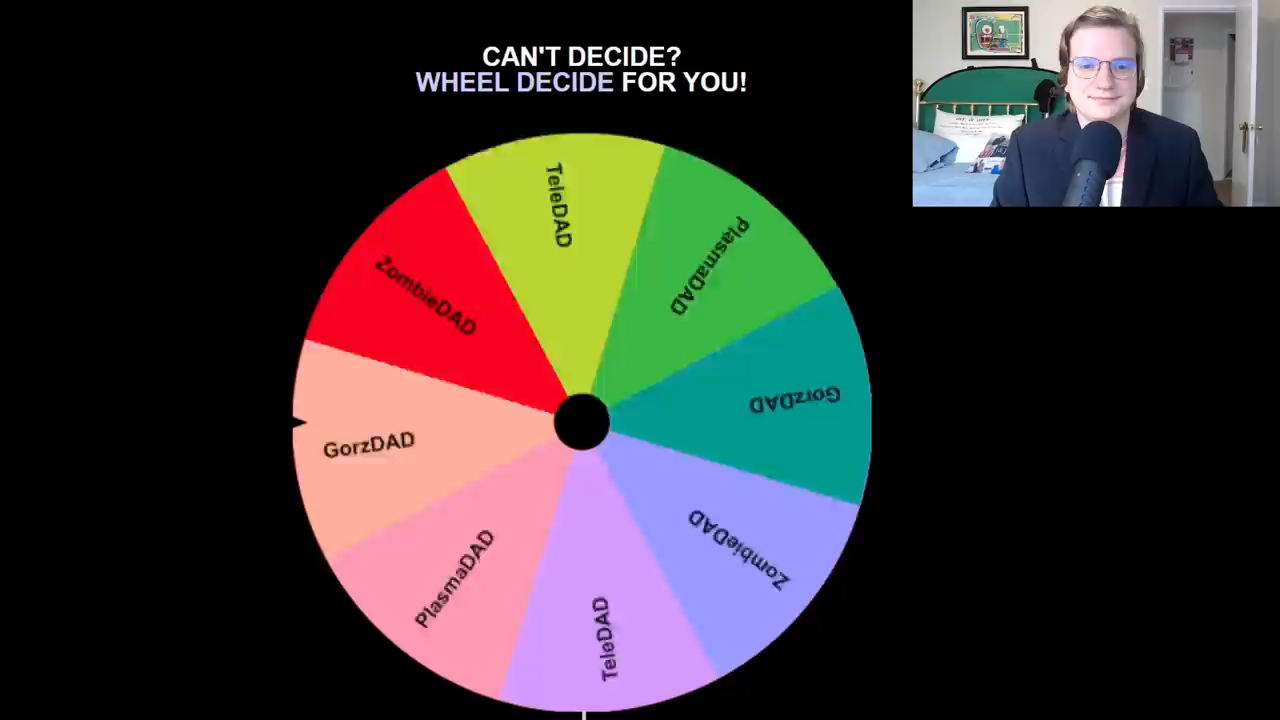 CAN'T DECIDE?
WHEEL DECIDE FOR YOU!
TeleDAD
PlasmaDAD
GorzDAD
ZombieDAD
TeleDAD
PlasmaDAD
GorzDAD
ZombieDAD